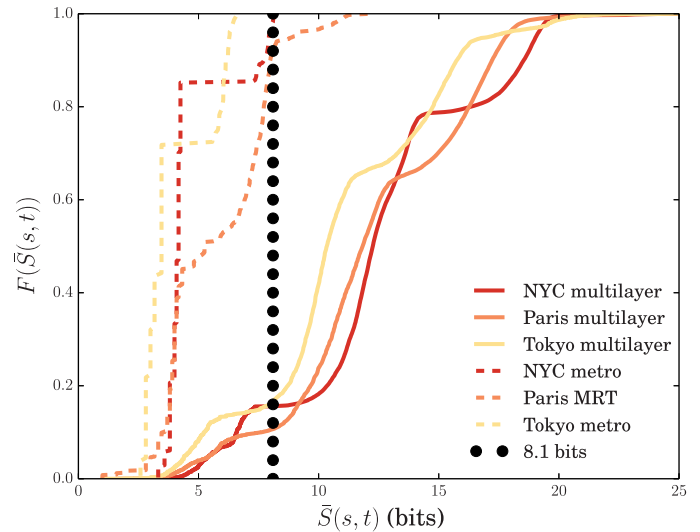 1.0
0.8
0.6
0.4
0.2
0.0
F(S̄(s,t))
NYC multilayer
Paris multilayer
Tokyo multilayer
NYC metro
Paris MRT
Tokyo metro
8.1 bits
0 5 10 15 20 25
S̄(s,t) (bits)